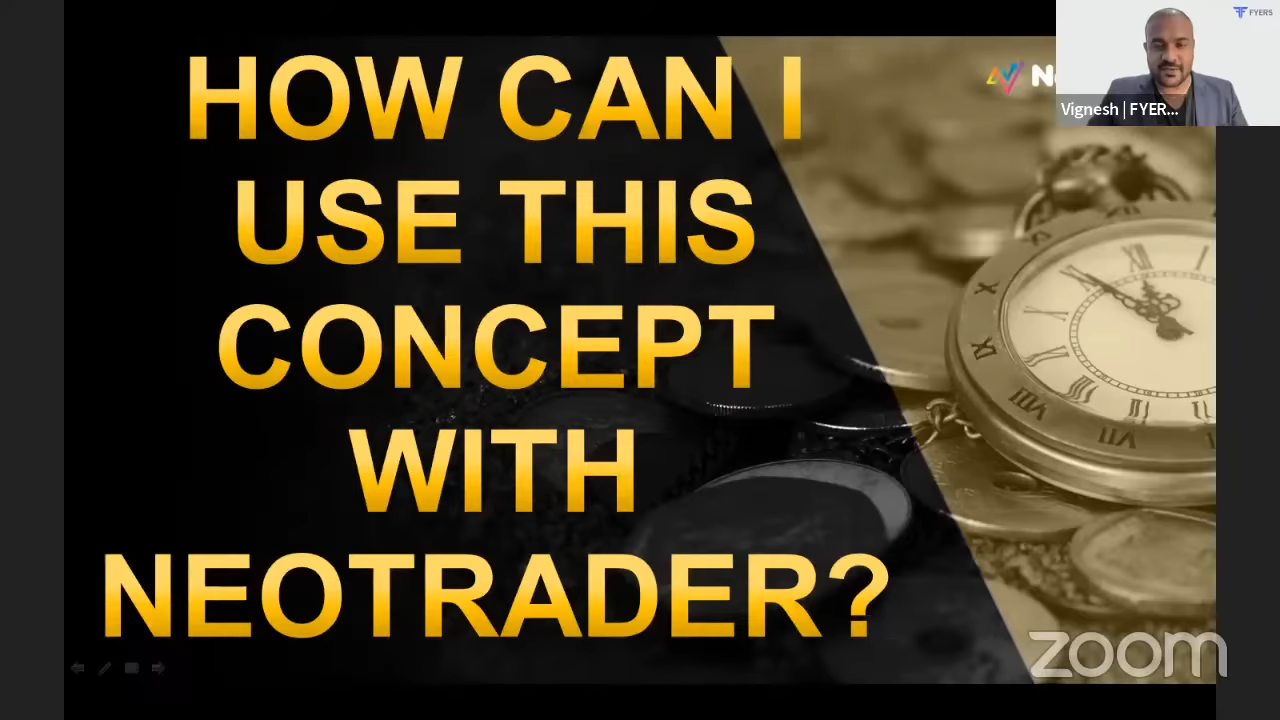 HOW CAN I
USE THIS
CONCEPT
WITH
NEOTRADER?
FYERS
Vignesh | FYER...
zoom